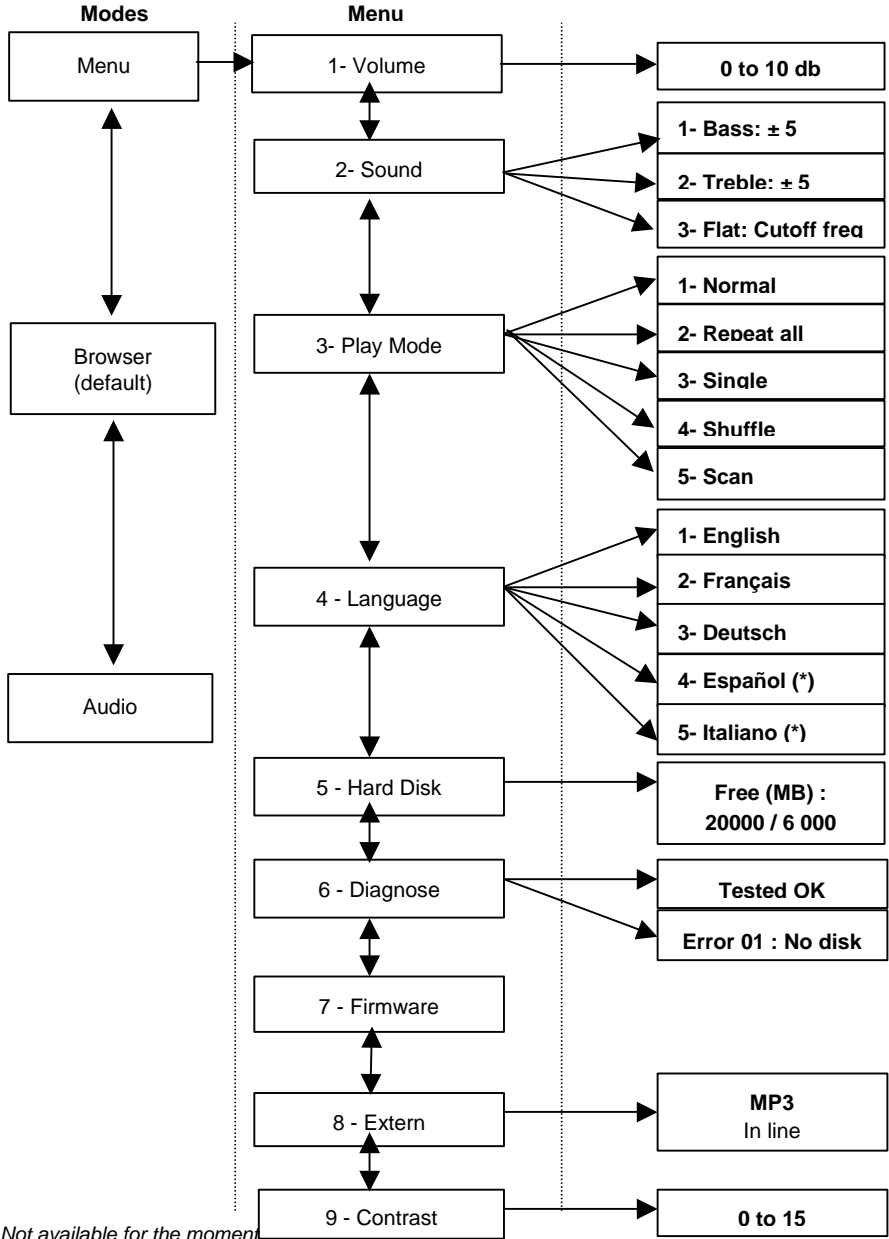 Modes
Menu
Menu
Browser
(default)
Audio
1- Volume
0 to 10 db
2- Sound
1- Bass: ± 5
2- Treble: ± 5
3- Flat: Cutoff freq
3- Play Mode
1- Normal
2- Repeat all
3- Single
4- Shuffle
5- Scan
4 - Language
1- English
2- Français
3- Deutsch
4- Español (*)
5- Italiano (*)
5 - Hard Disk
Free (MB) :
20000 / 6 000
6 - Diagnose
Tested OK
Error 01 : No disk
7 - Firmware
8 - Extern
MP3
In line
9 - Contrast
0 to 15
Not available for the moment